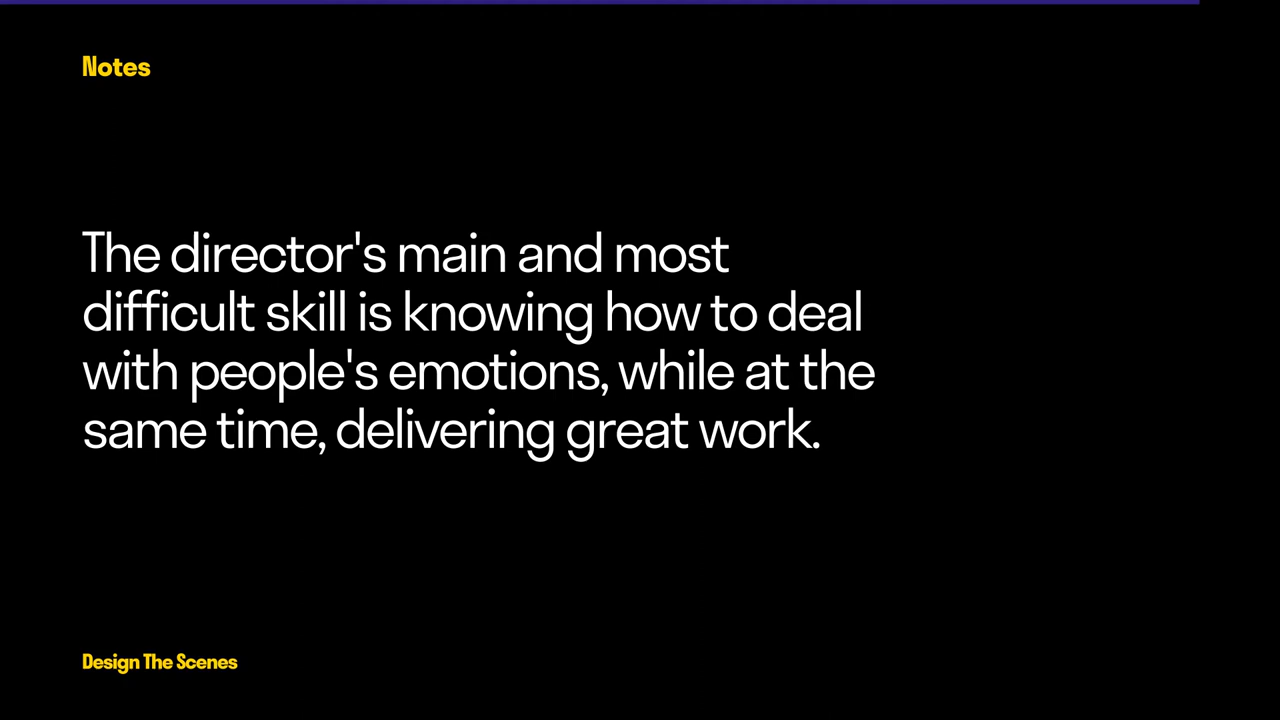 Notes
The director's main and most
difficult skill is knowing how to deal
with people's emotions, while at the
same time, delivering great work.
Design The Scenes